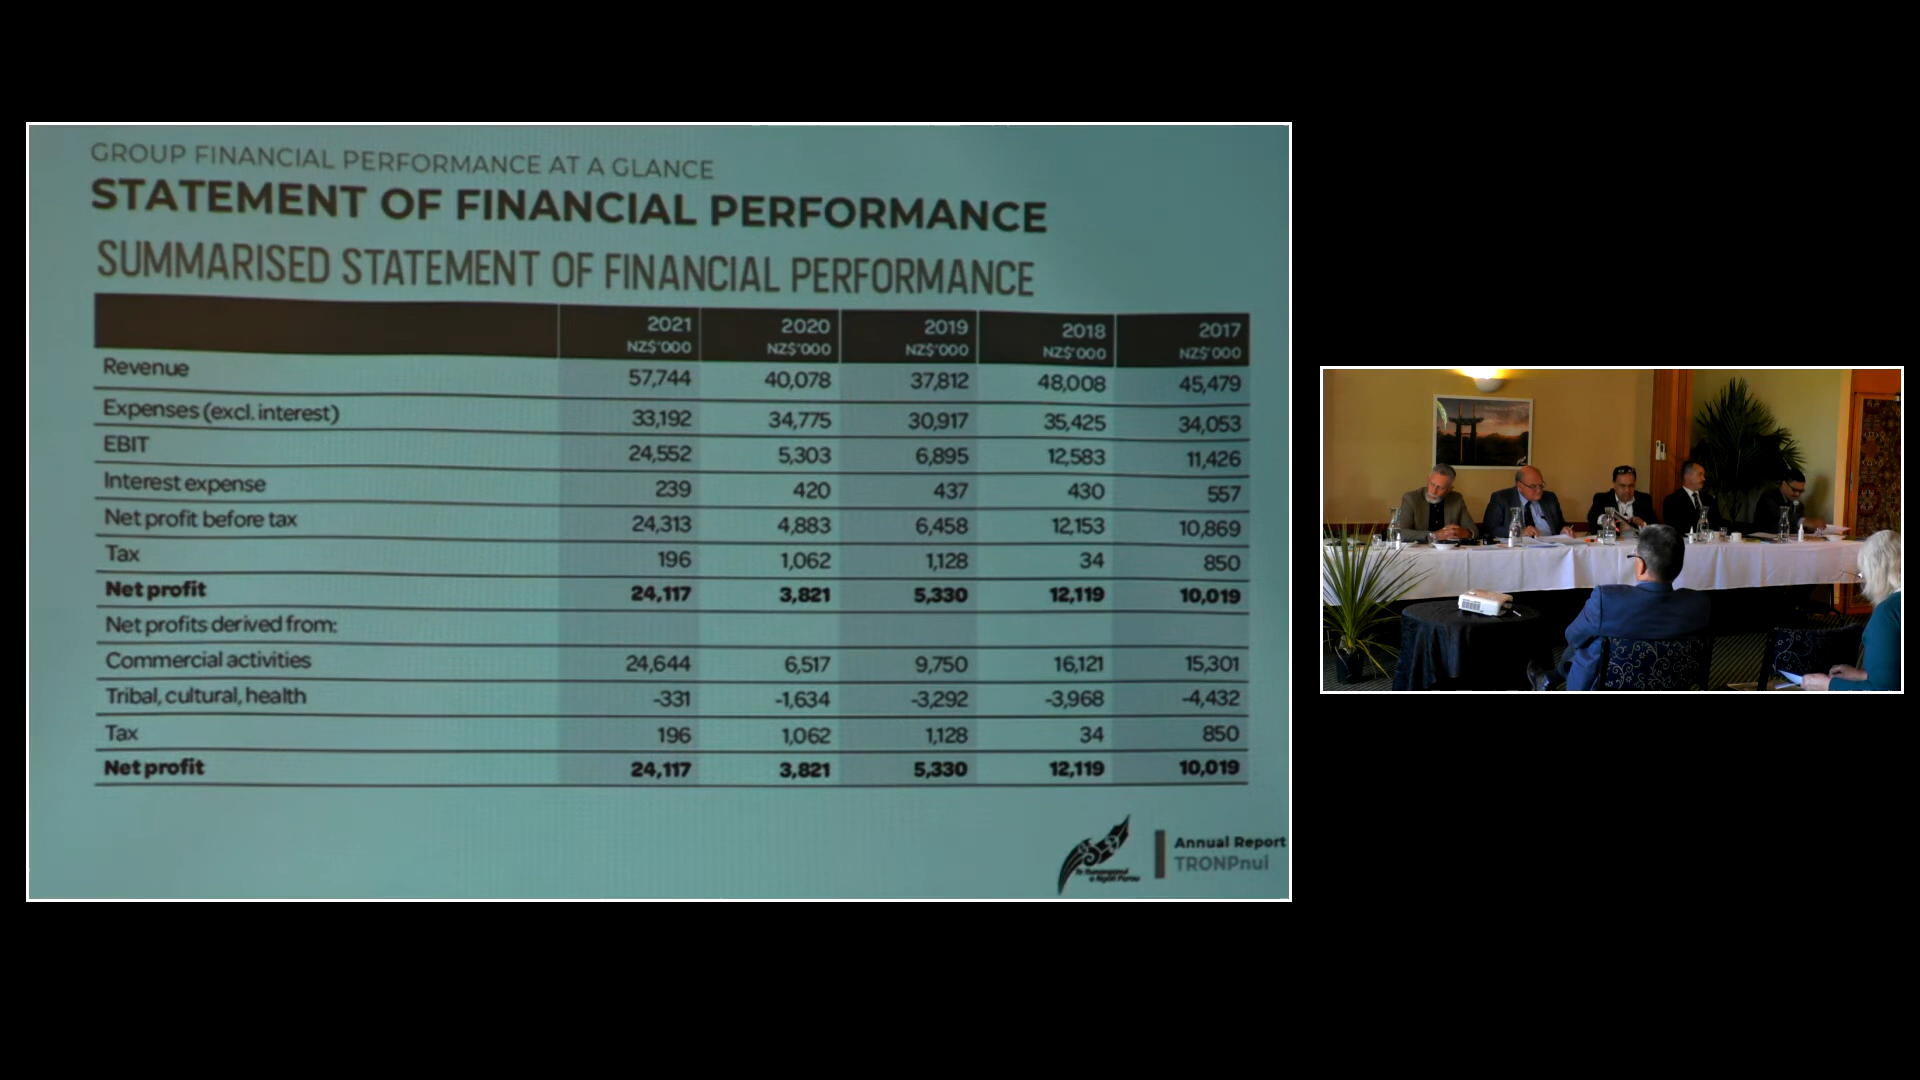 GROUP FINANCIAL PERFORMANCE AT A GLANCE
STATEMENT OF FINANCIAL PERFORMANCE
SUMMARISED STATEMENT OF FINANCIAL PERFORMANCE
2021 2020 2019 2018 2017
NZ$'000 NZ$'000 NZ$'000 NZ$'000 NZ$'000
Revenue 57,744 40,078 37,812 48,008 45,479
Expenses (excl. interest) 33,192 34,775 30,917 35,425 34,053
EBIT 24,552 5,303 6,895 12,583 11,426
Interest expense 239 420 437 430 557
Net profit before tax 24,313 4,883 6,458 12,153 10,869
Tax 196 1,062 1,128 34 850
Net profit 24,117 3,821 5,330 12,119 10,019
Net profits derived from:
Commercial activities 24,644 6,517 9,750 16,121 15,301
Tribal, cultural, health -331 -1,634 -3,292 -3,968 -4,432
Tax 196 1,062 1,128 34 850
Net profit 24,117 3,821 5,330 12,119 10,019
Te Runanganui
o Ngāti Porou
Annual Report
TRONPnui